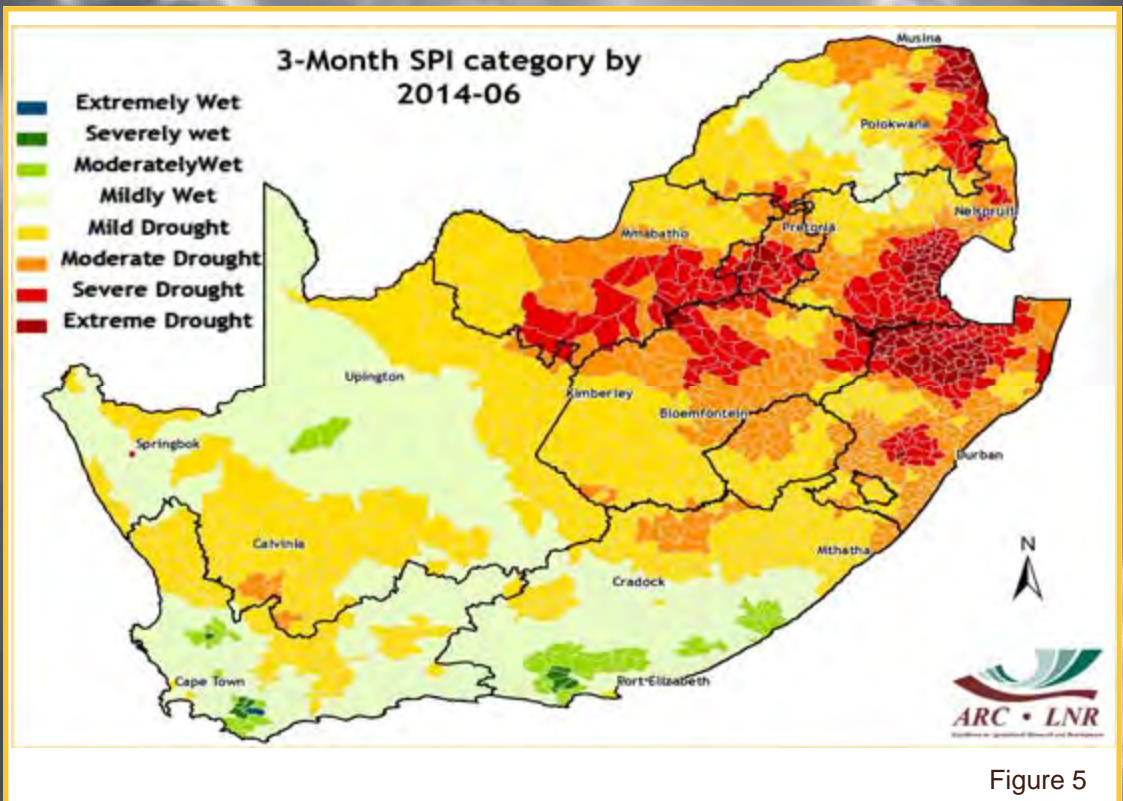 3-Month SPI category by
2014-06
Extremely Wet
Severely wet
ModeratelyWet
Mildly Wet
Mild Drought
Moderate Drought
Severe Drought
Extreme Drought
Musina
Polokwana
Nelspruit
Mmabatho
Pretoria
Upington
Kimberley
Bloemfontein
Springbok
Durban
Calvinia
Mthatha
Cradock
N
Cape Town
Port-Elizabeth
ARC • LNR
Figure 5